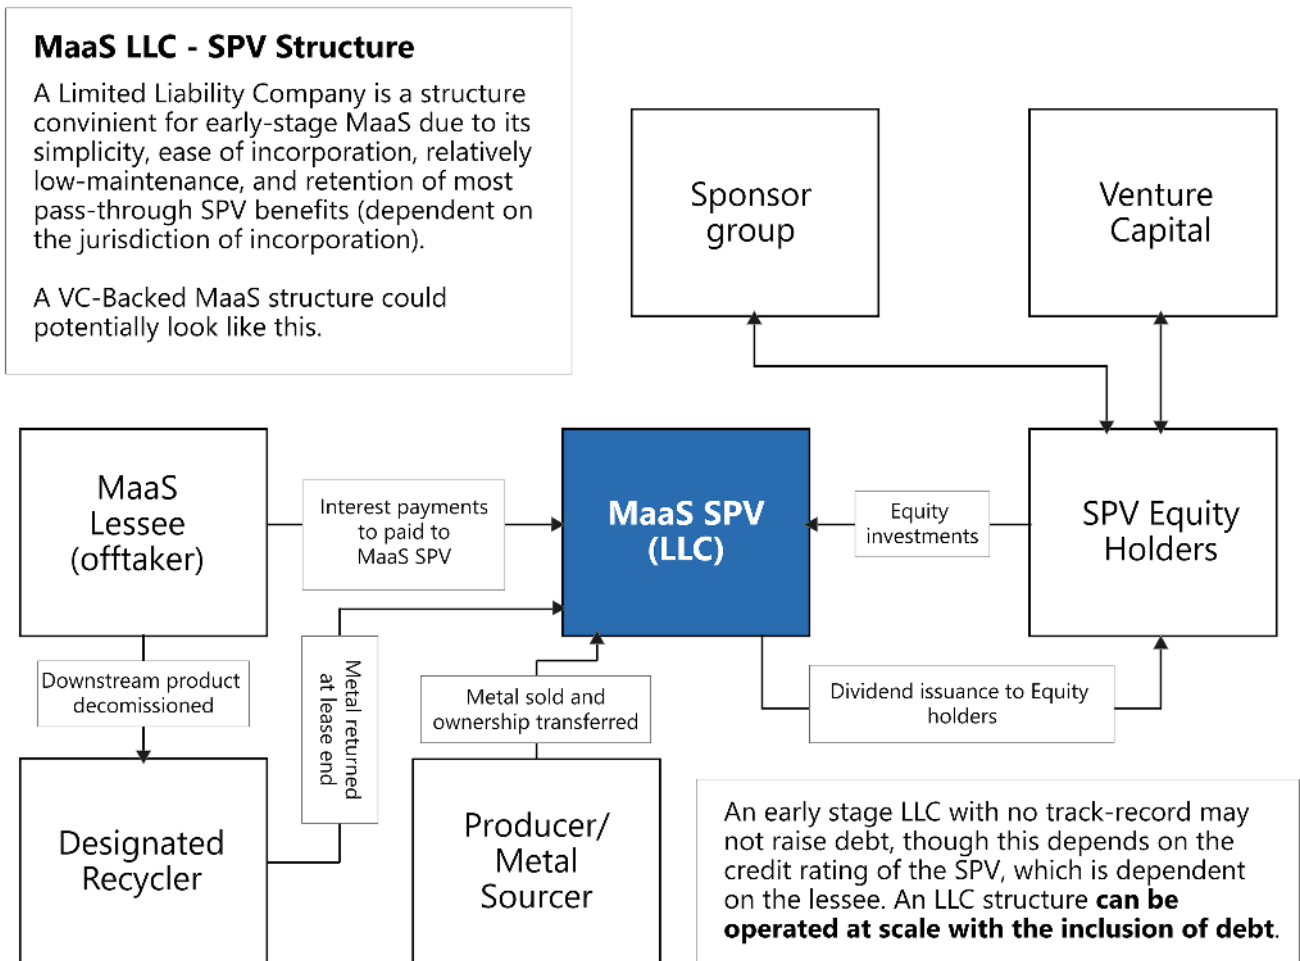 MaaS LLC - SPV Structure
A Limited Liability Company is a structure
convinient for early-stage MaaS due to its
simplicity, ease of incorporation, relatively
low-maintenance, and retention of most
pass-through SPV benefits (dependent on
the jurisdiction of incorporation).
A VC-Backed MaaS structure could
potentially look like this.
Sponsor
group
Venture
Capital
MaaS
Lessee
(offtaker)
Interest payments
to paid to
MaaS SPV
MaaS SPV
(LLC)
Equity
investments
SPV Equity
Holders
Downstream product
decomissioned
Metal returned
at lease end
Metal sold and
ownership transferred
Dividend issuance to Equity
holders
Designated
Recycler
Producer/
Metal
Sourcer
An early stage LLC with no track-record may
not raise debt, though this depends on the
credit rating of the SPV, which is dependent
on the lessee. An LLC structure can be
operated at scale with the inclusion of debt.